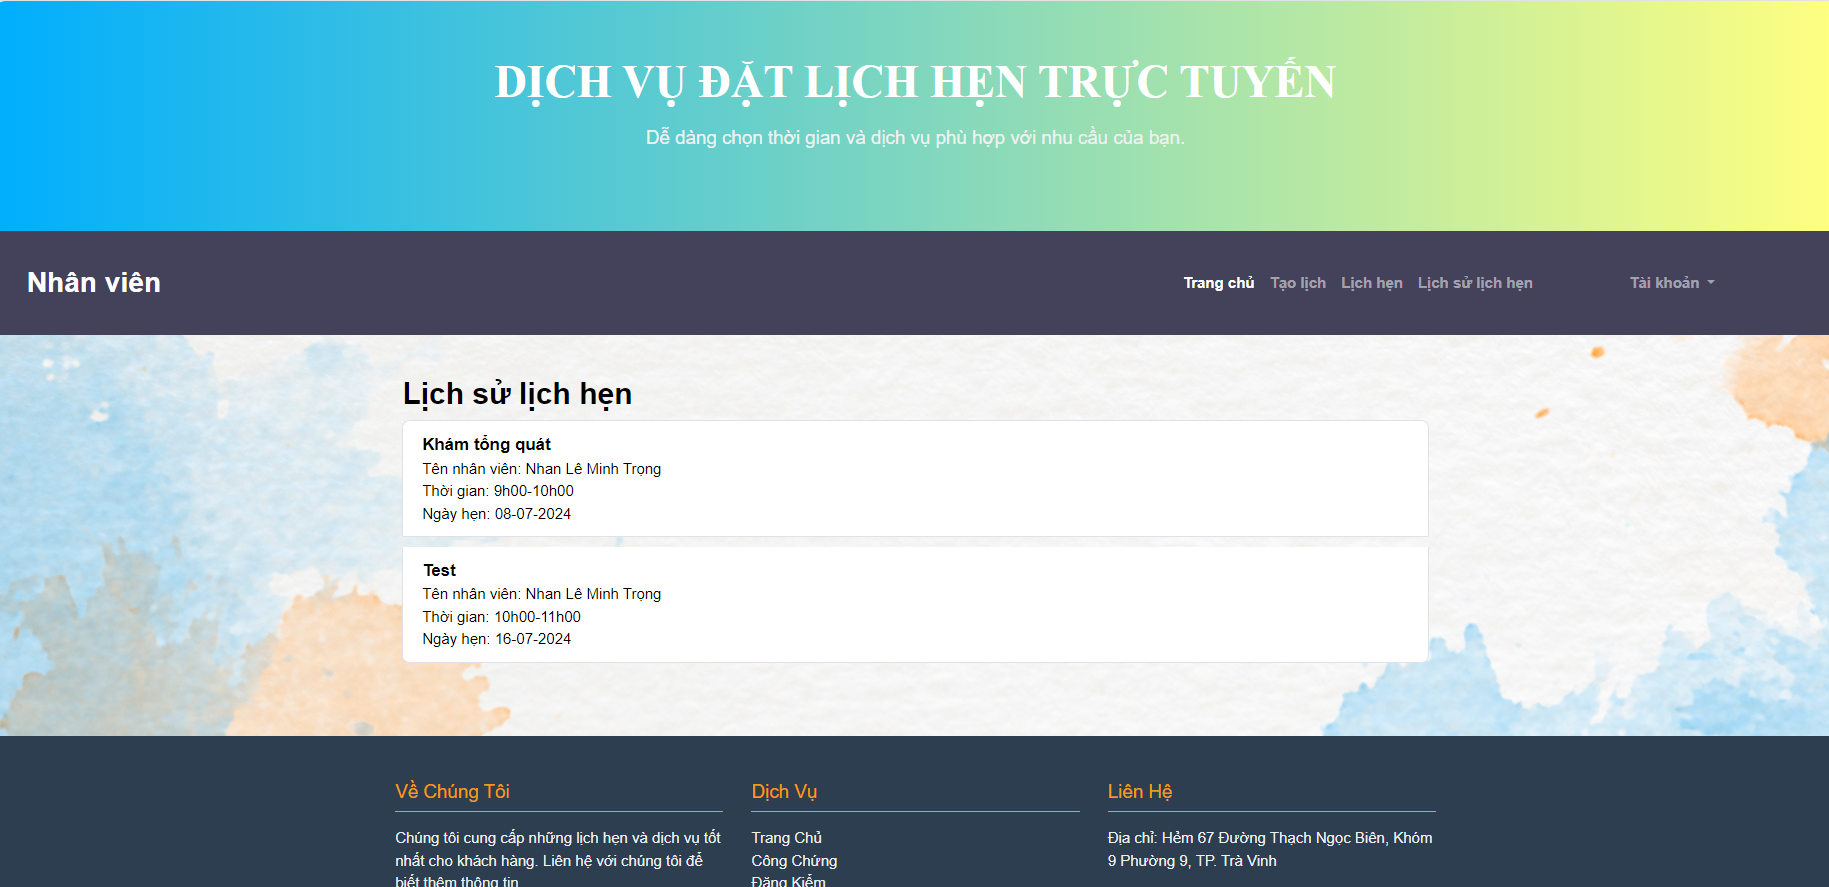 DỊCH VỤ ĐẶT LỊCH HẸN TRỰC TUYẾN
Dễ dàng chọn thời gian và dịch vụ phù hợp với nhu cầu của bạn.
Nhân viên
Trang chủ
Tạo lịch
Lịch hẹn
Lịch sử lịch hẹn
Tài khoản
Lịch sử lịch hẹn
Khám tổng quát
Tên nhân viên: Nhan Lê Minh Trọng
Thời gian: 9h00-10h00
Ngày hẹn: 08-07-2024
Test
Tên nhân viên: Nhan Lê Minh Trọng
Thời gian: 10h00-11h00
Ngày hẹn: 16-07-2024
Về Chúng Tôi
Chúng tôi cung cấp những lịch hẹn và dịch vụ tốt
nhất cho khách hàng. Liên hệ với chúng tôi để
biết thêm thông tin
Dịch Vụ
Trang Chủ
Công Chứng
Đăng Kiểm
Liên Hệ
Địa chỉ: Hẻm 67 Đường Thạch Ngọc Biên, Khóm
9 Phường 9, TP. Trà Vinh